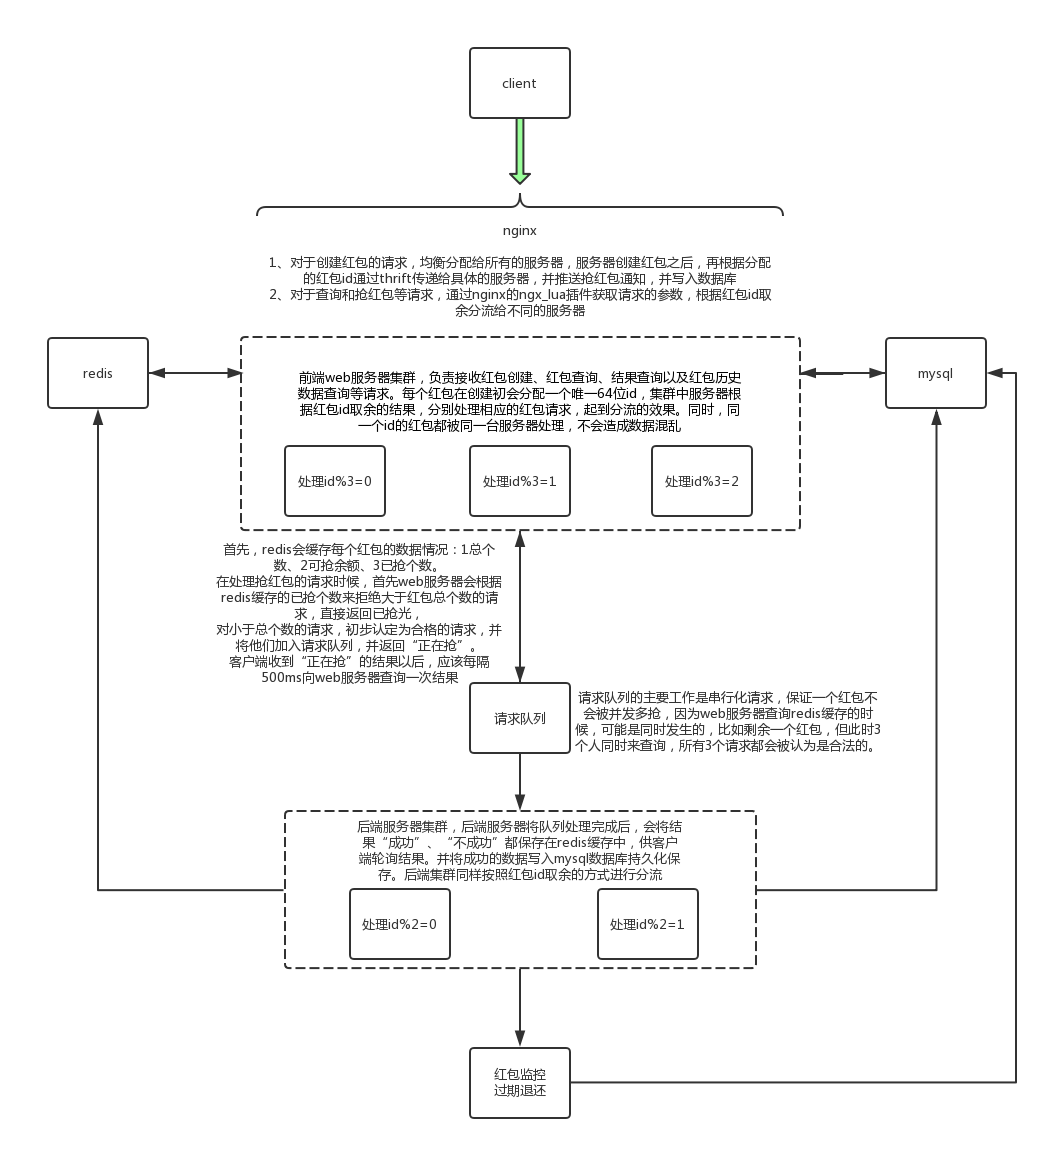 client
nginx
1、对于创建红包的请求，均衡分配给所有的服务器，服务器创建红包之后，再根据分配
的红包id通过thrift传递给具体的服务器，并推送抢红包通知，并写入数据库
2、对于查询和抢红包等请求，通过nginx的ngx_lua插件获取请求的参数，根据红包id取
余分流给不同的服务器
redis
mysql
前端web服务器集群，负责接收红包创建、红包查询、结果查询以及红包历史
数据查询等请求。每个红包在创建初会分配一个唯一64位id，集群中服务器根
据红包id取余的结果，分别处理相应的红包请求，起到分流的效果。同时，同
一个id的红包都被同一台服务器处理，不会造成数据混乱
处理id%3=0
处理id%3=1
处理id%3=2
首先，redis会缓存每个红包的数据情况：1总个
数、2可抢余额、3已抢个数。
在处理抢红包的请求时候，首先web服务器会根据
redis缓存的已抢个数来拒绝大于红包总个数的请
求，直接返回已抢光，
对小于总个数的请求，初步认定为合格的请求，并
将他们加入请求队列，并返回“正在抢”。
客户端收到“正在抢”的结果以后，应该每隔
500ms向web服务器查询一次结果
请求队列
请求队列的主要工作是串行化请求，保证一个红包不
会被并发多抢，因为web服务器查询redis缓存的时
候，可能是同时发生的，比如剩余一个红包，但此时3
个人同时来查询，所有3个请求都会被认为是合法的。
后端服务器集群，后端服务器将队列处理完成后，会将结
果“成功”、“不成功”都保存在redis缓存中，供客户
端轮询结果。并将成功的数据写入mysql数据库持久化保
存。后端集群同样按照红包id取余的方式进行分流
处理id%2=0
处理id%2=1
红包监控
过期退还